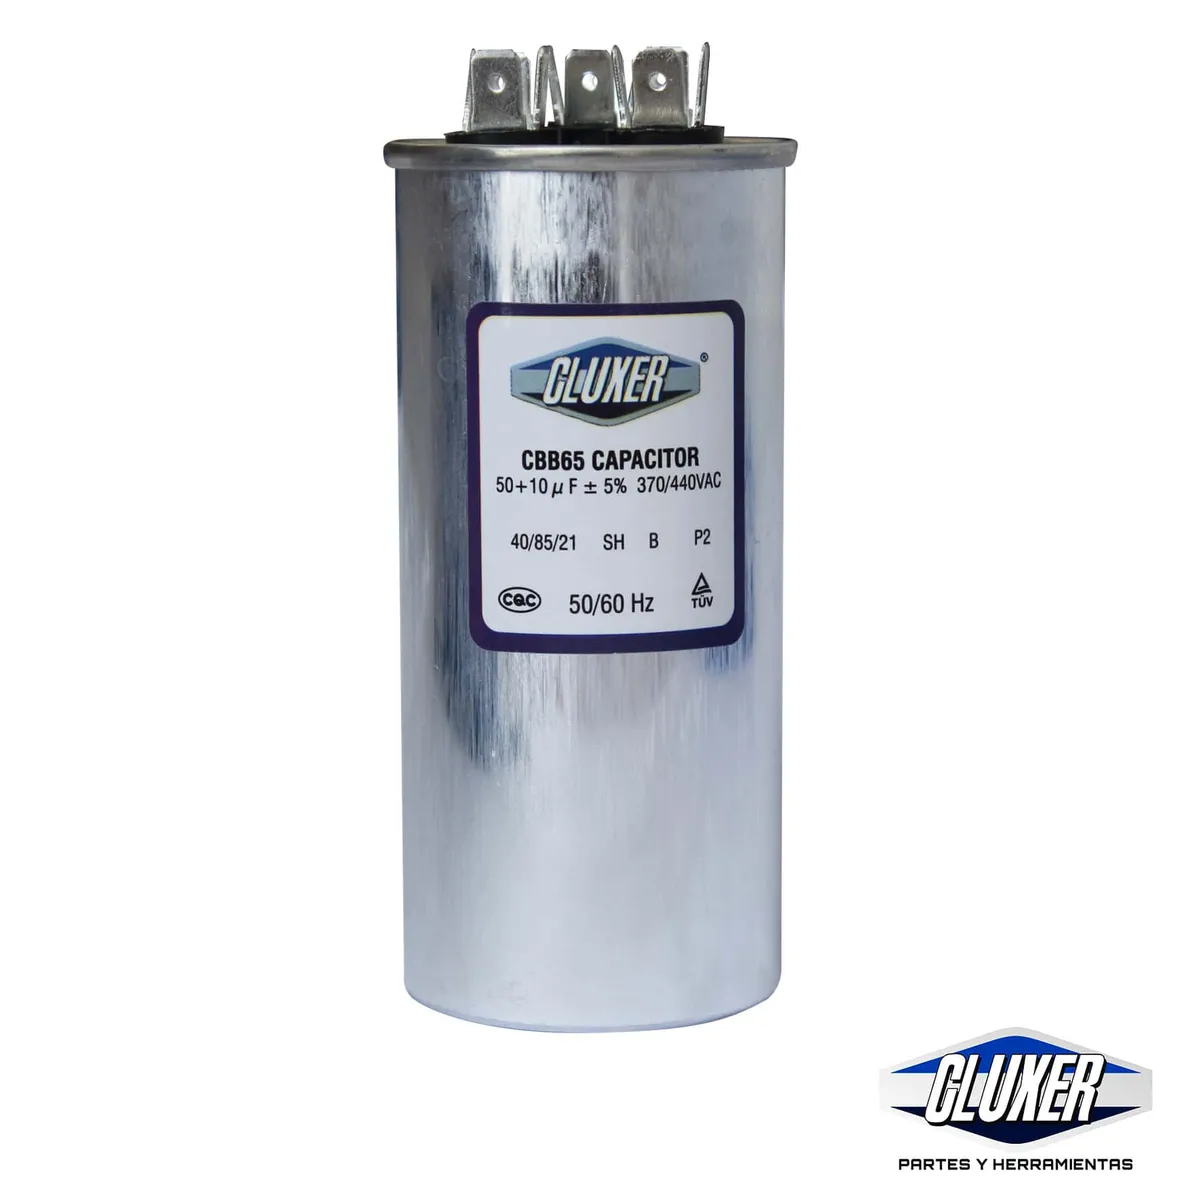 CLUXER ®
CBB65 CAPACITOR
50+10 µ F ± 5% 370/440VAC
40/85/21 SH B P2
CQC 50/60 Hz TÜV
CLUXER
PARTES Y HERRAMIENTAS